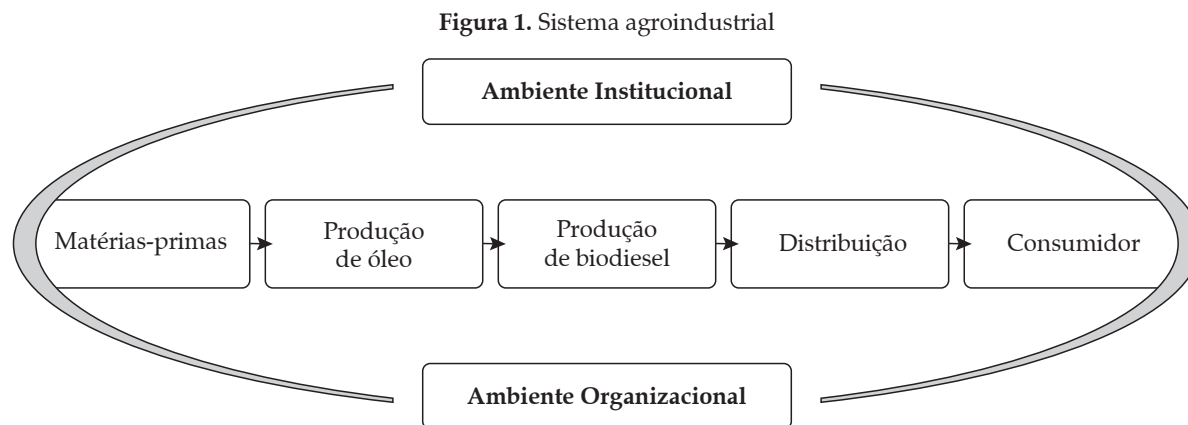 Figura 1. Sistema agroindustrial
Ambiente Institucional
Matérias-primas
Produção
de óleo
Produção
de biodiesel
Distribuição
Consumidor
Ambiente Organizacional